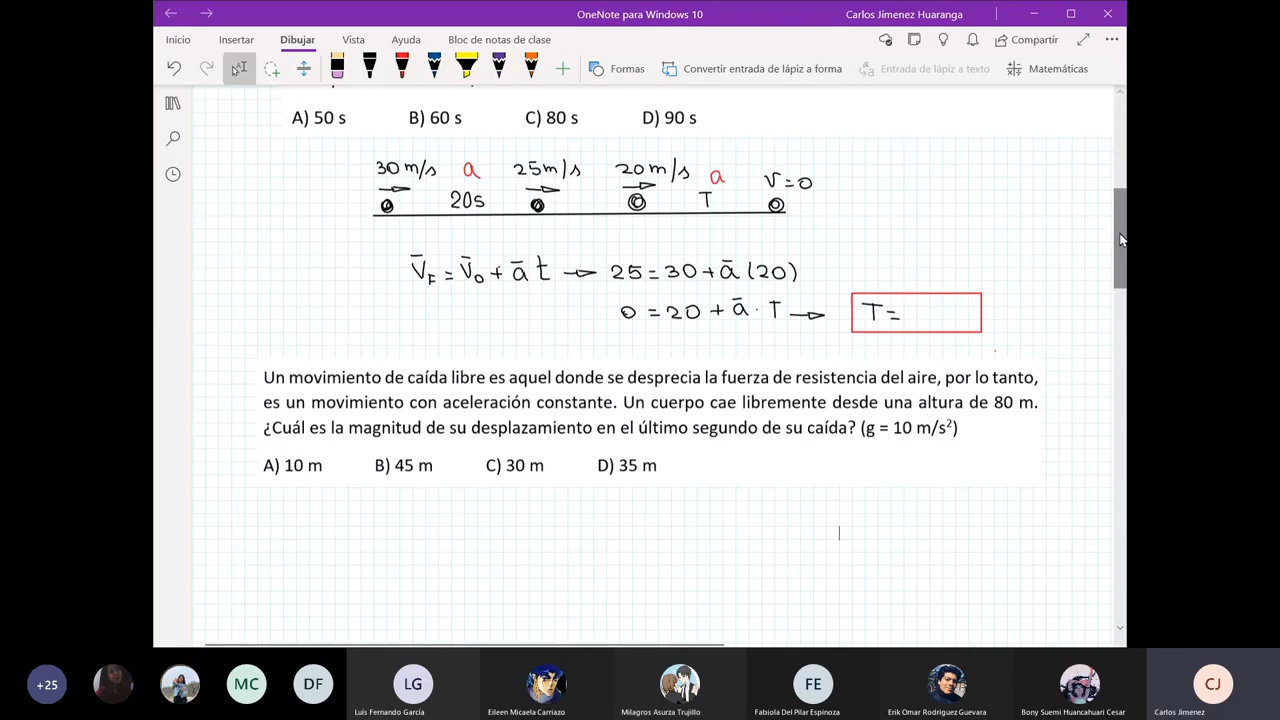 OneNote para Windows 10
Carlos Jimenez Huaranga
Inicio
Insertar
Dibujar
Vista
Ayuda
Bloc de notas de clase
Compartir
Formas
Convertir entrada de lápiz a forma
Entrada de lápiz a texto
Matemáticas
A) 50 s B) 60 s C) 80 s D) 90 s
30 m/s a 25 m/s 20 m/s a V = 0
20s T
V̄F = V̄0 + ā t → 25 = 30 + ā (20)
0 = 20 + ā · T → T =
Un movimiento de caída libre es aquel donde se desprecia la fuerza de resistencia del aire, por lo tanto,
es un movimiento con aceleración constante. Un cuerpo cae libremente desde una altura de 80 m.
¿Cuál es la magnitud de su desplazamiento en el último segundo de su caída? (g = 10 m/s²)
A) 10 m B) 45 m C) 30 m D) 35 m
+25
MC
DF
LG
FE
CJ
Luis Fernando García
Eileen Micaela Carriazo
Milagros Asurza Trujillo
Fabiola Del Pilar Espinoza
Erik Omar Rodriguez Guevara
Bony Suemi Huancahuari Cesar
Carlos Jimenez